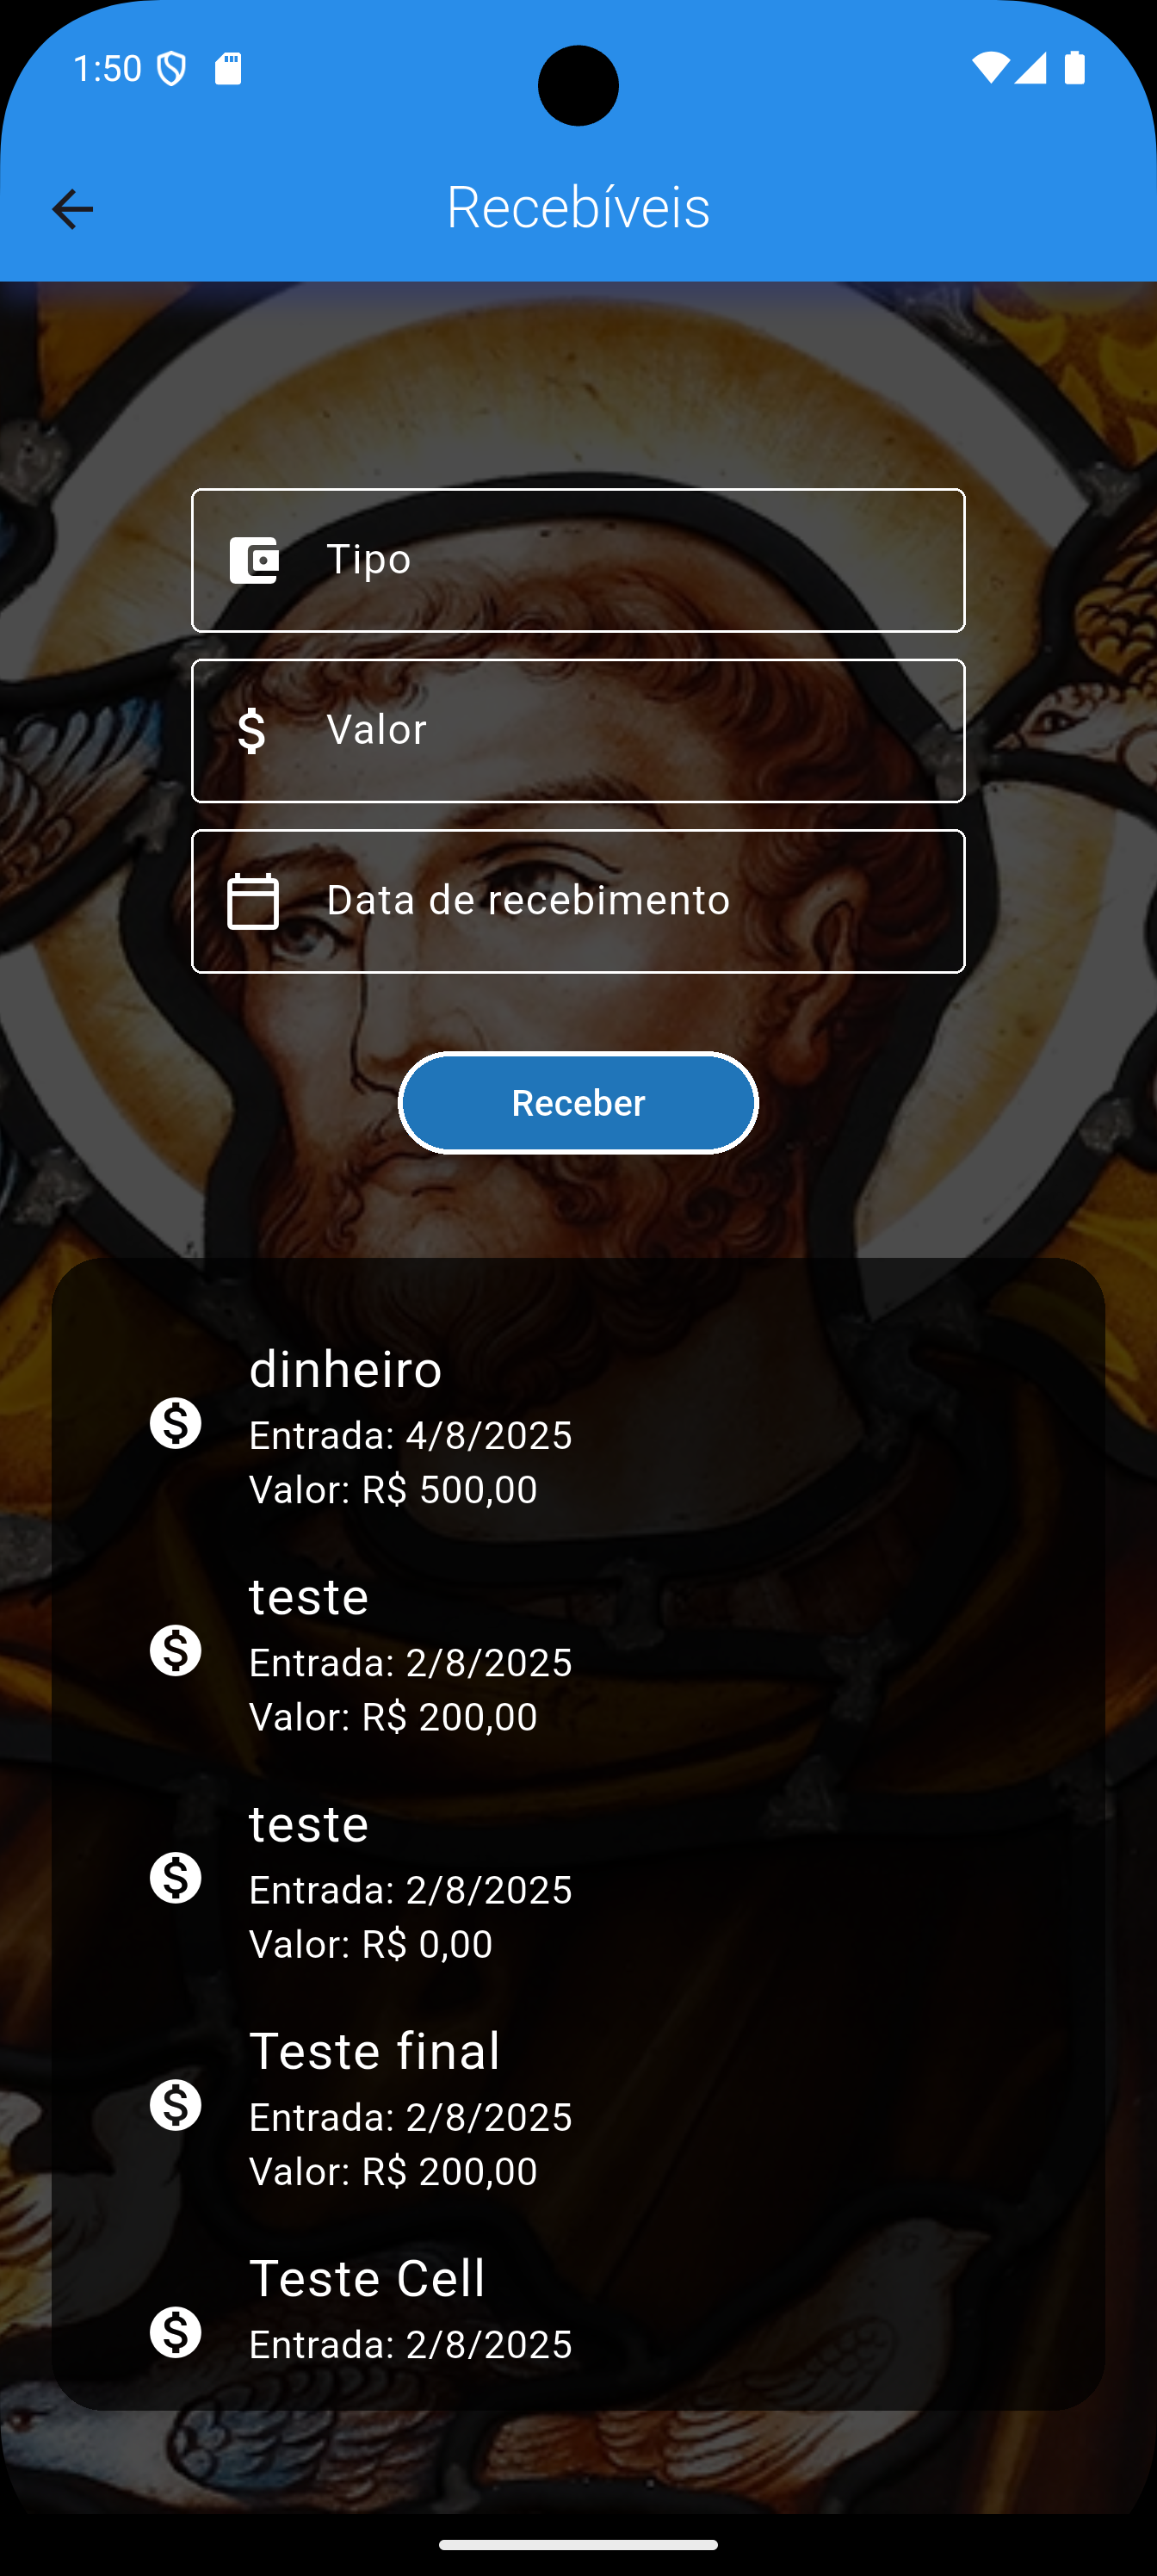 1:50
Recebíveis
Tipo
Valor
Data de recebimento
Receber
dinheiro
Entrada: 4/8/2025
Valor: R$ 500,00
teste
Entrada: 2/8/2025
Valor: R$ 200,00
teste
Entrada: 2/8/2025
Valor: R$ 0,00
Teste final
Entrada: 2/8/2025
Valor: R$ 200,00
Teste Cell
Entrada: 2/8/2025